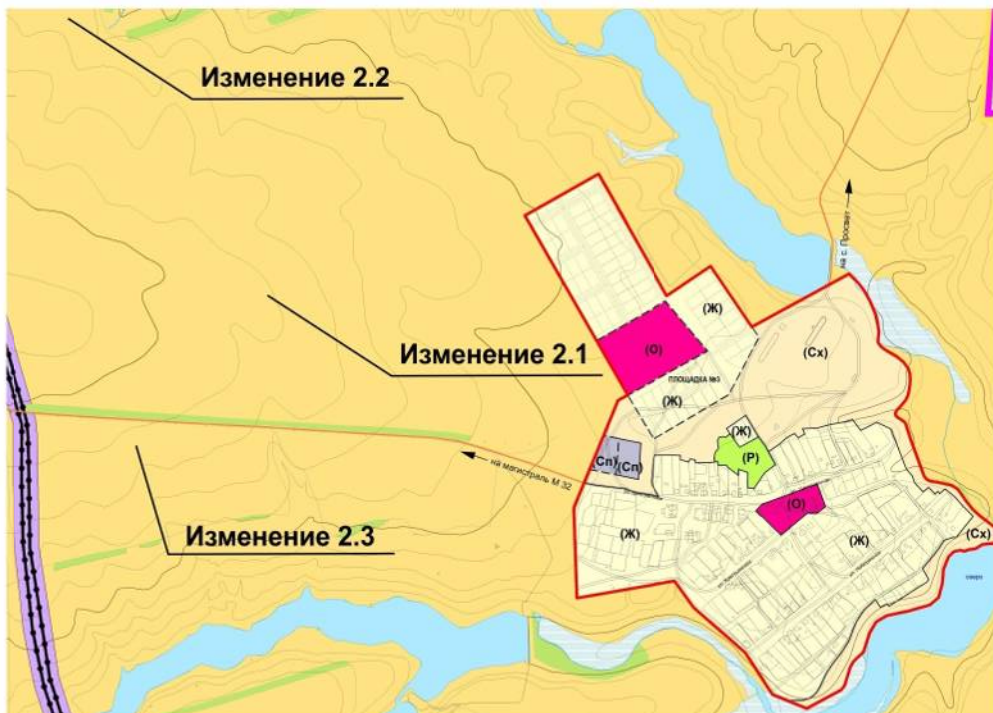 Изменение 2.2
на с. Просвет
(Ж)
(Сх)
Изменение 2.1
(О)
ПЛОЩАДКА №3
(Ж)
(Ж)
(Р)
(Сп)
(Сп)
на магистраль М 32
(О)
(Ж)
(Ж)
(Сх)
Изменение 2.3
озеро